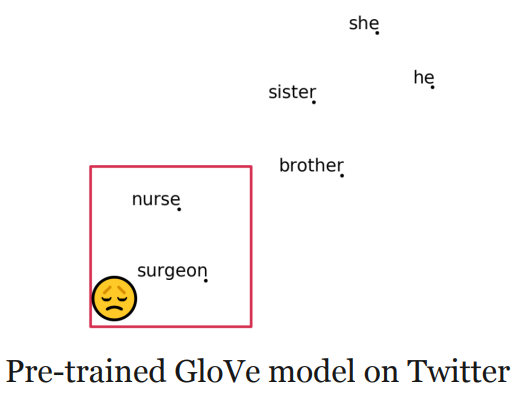 she
he
sister
brother
nurse
surgeon
Pre-trained GloVe model on Twitter